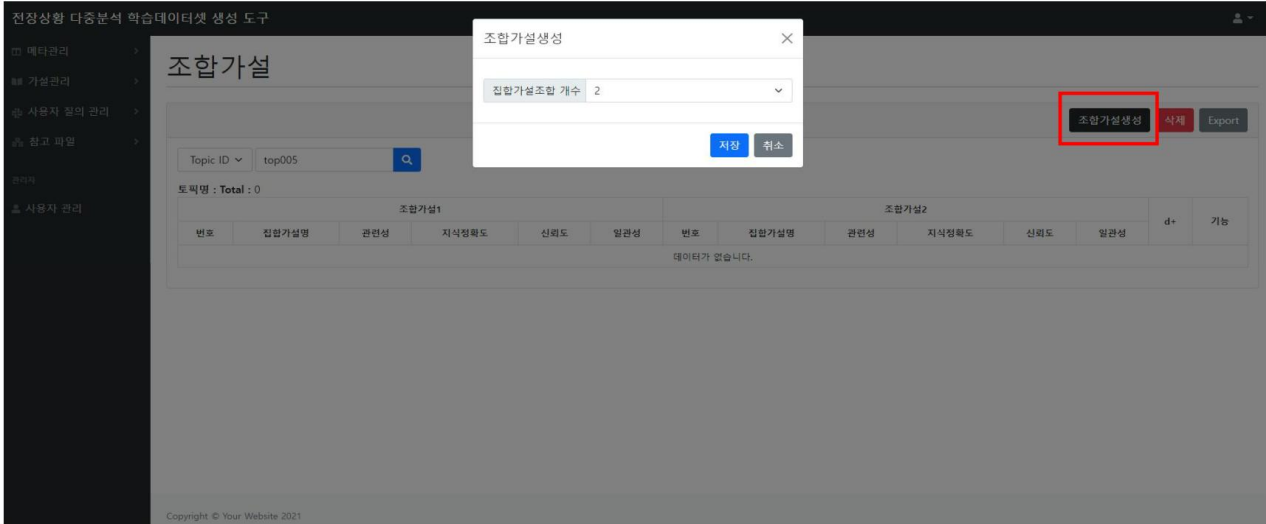 전장상황 다중분석 학습데이터셋 생성 도구
메타관리
가설관리
사용자 질의 관리
참고 파일
관리자
사용자 관리
조합가설
조합가설생성
집합가설조합 개수 2
저장 취소
조합가설생성 삭제 Export
Topic ID top005
토픽명 : Total : 0
조합가설1 조합가설2 d+ 기능
번호 집합가설명 관련성 지식정확도 신뢰도 일관성 번호 집합가설명 관련성 지식정확도 신뢰도 일관성
데이터가 없습니다.
Copyright © Your Website 2021